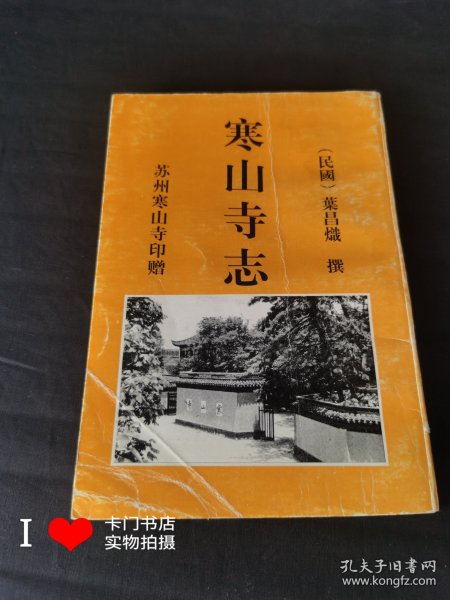 寒山寺志
（民國）葉昌熾 撰
苏州寒山寺印赠
I
卡门书店
实物拍摄
孔夫子旧书网
www.kongfz.com